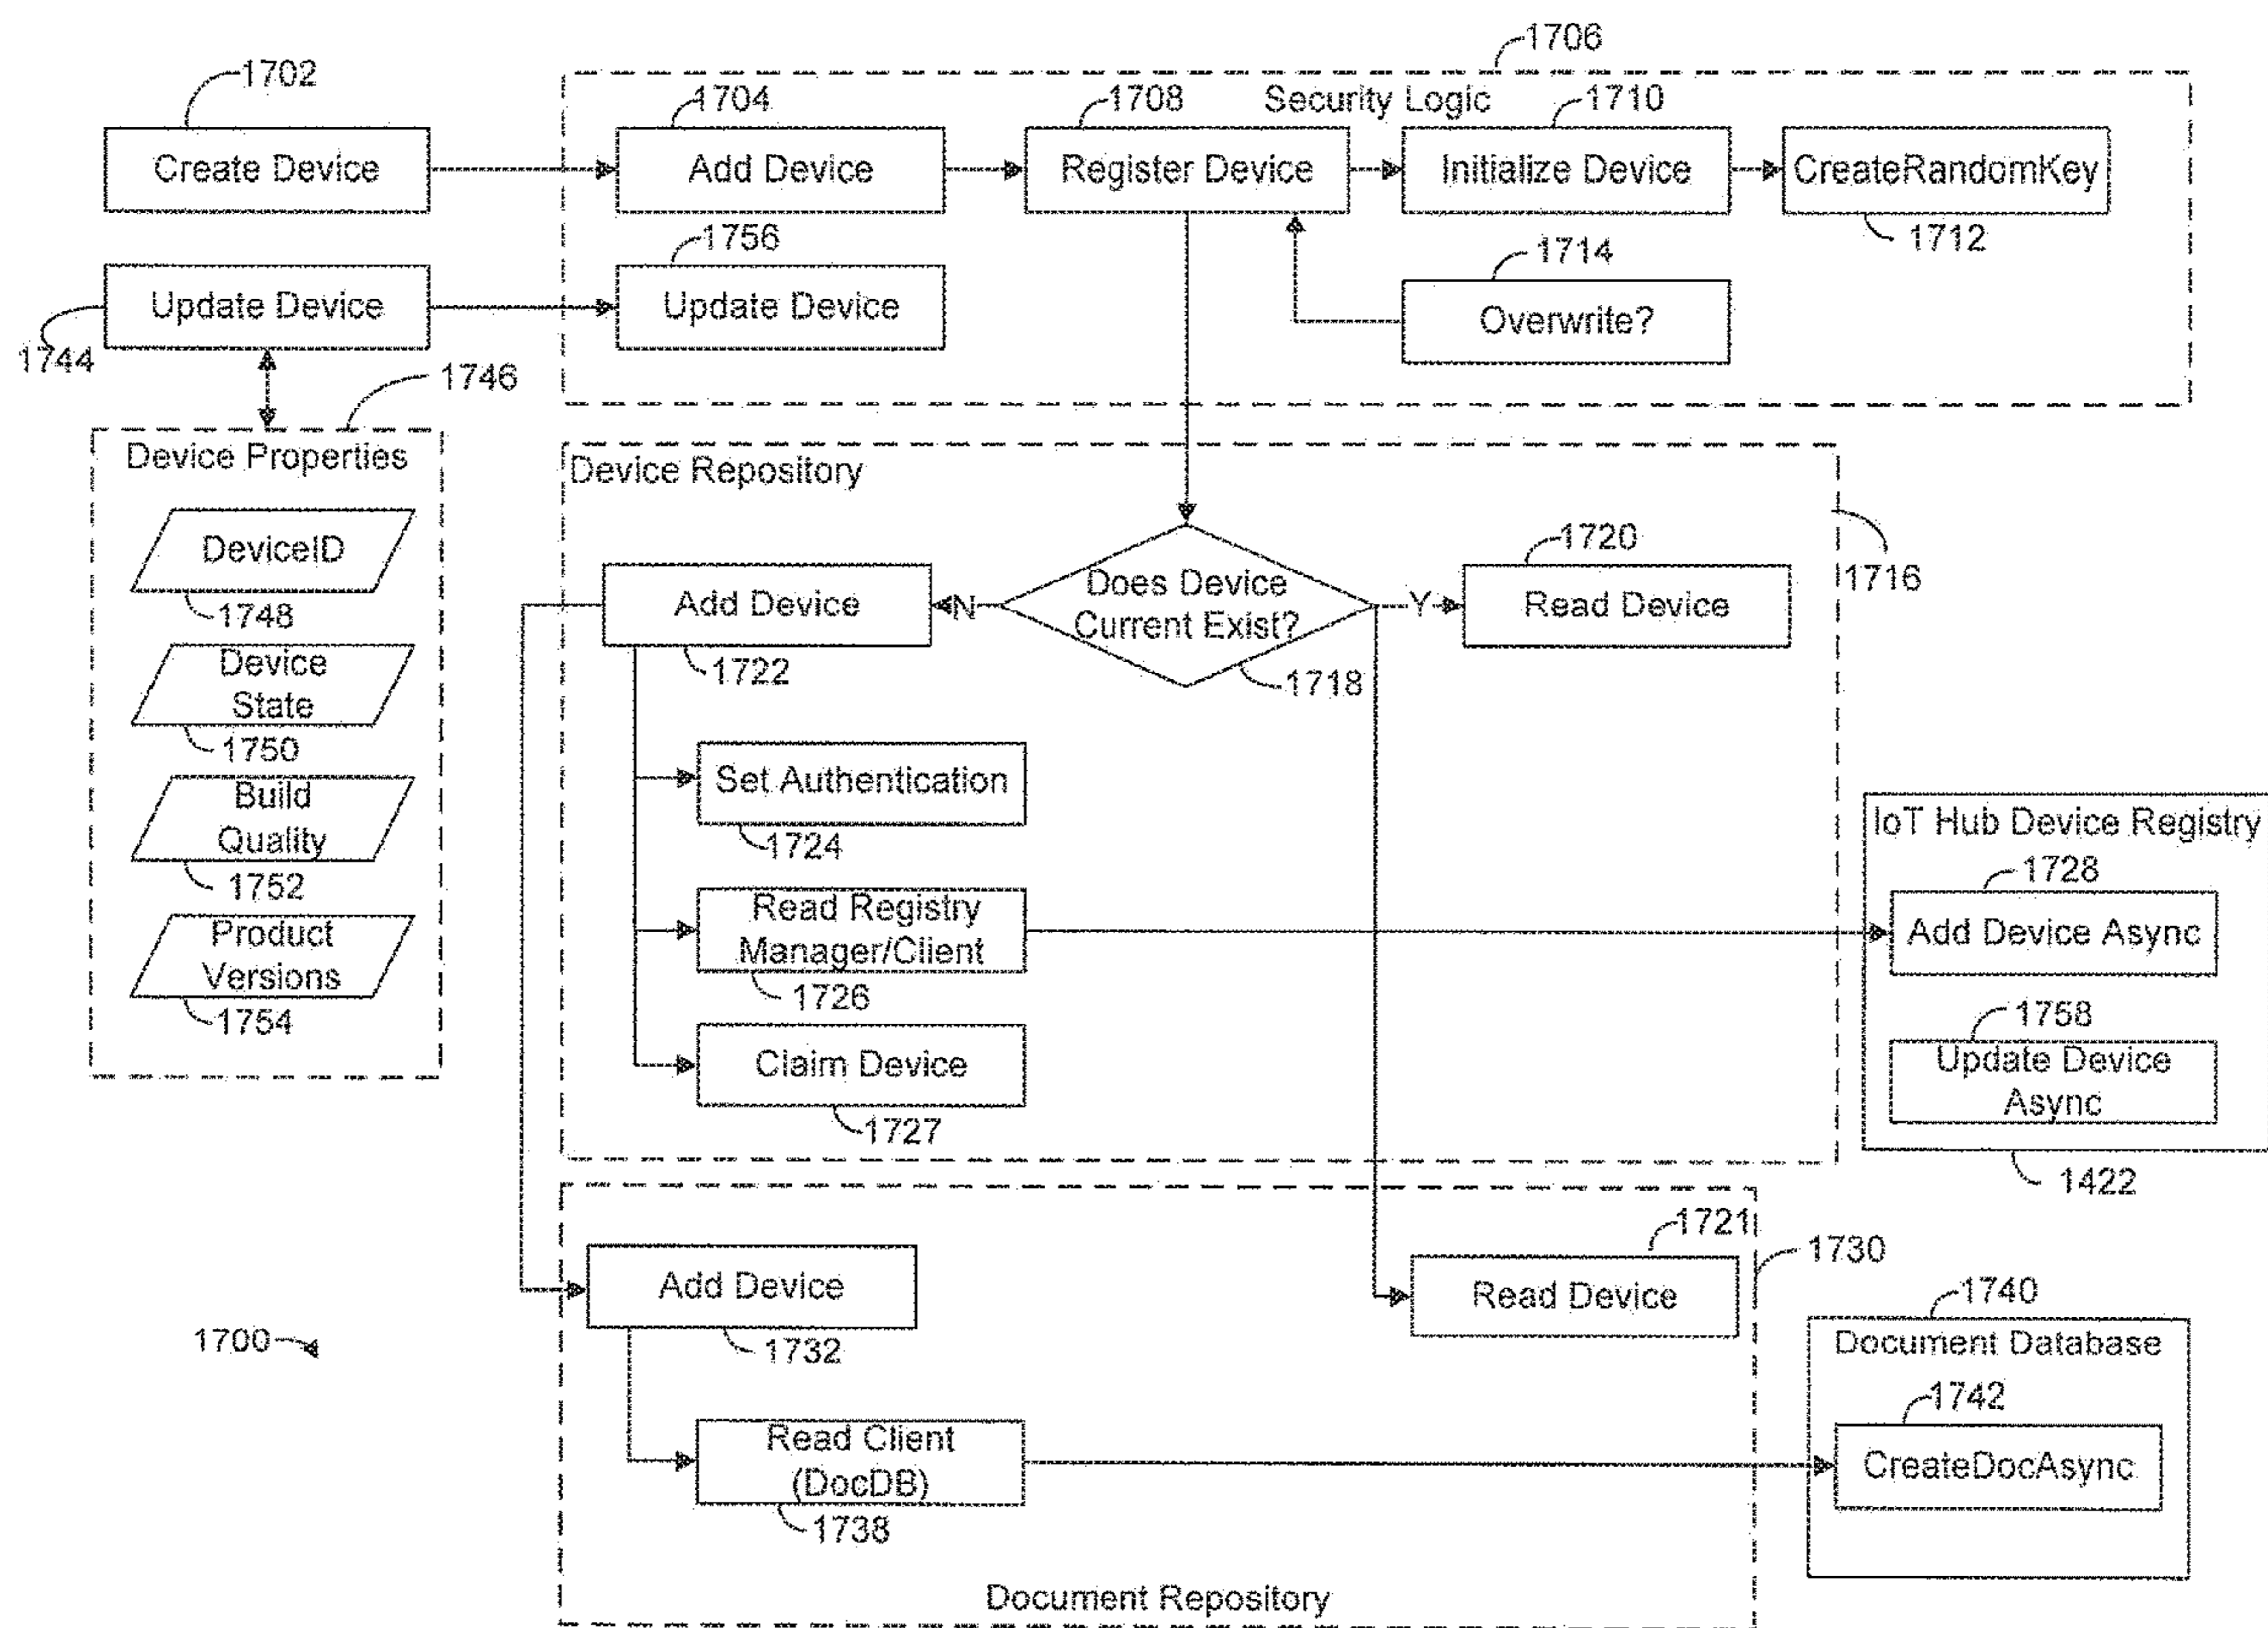 1706
1702
1704
1708
Security Logic
1710
Create Device
Add Device
Register Device
Initialize Device
CreateRandomKey
1756
1714
1712
Update Device
Update Device
Overwrite?
1744
1746
Device Properties
Device Repository
DeviceID
1748
Device
State
1750
Build
Quality
1752
Product
Versions
1754
1720
1716
Add Device
N
Does Device
Current Exist?
Y
Read Device
1722
1718
Set Authentication
1724
Read Registry
Manager/Client
1726
Claim Device
1727
IoT Hub Device Registry
1728
Add Device Async
1758
Update Device
Async
1422
1721
1730
Add Device
Read Device
1732
1740
Document Database
1700
1742
Read Client
(DocDB)
CreateDocAsync
1738
Document Repository